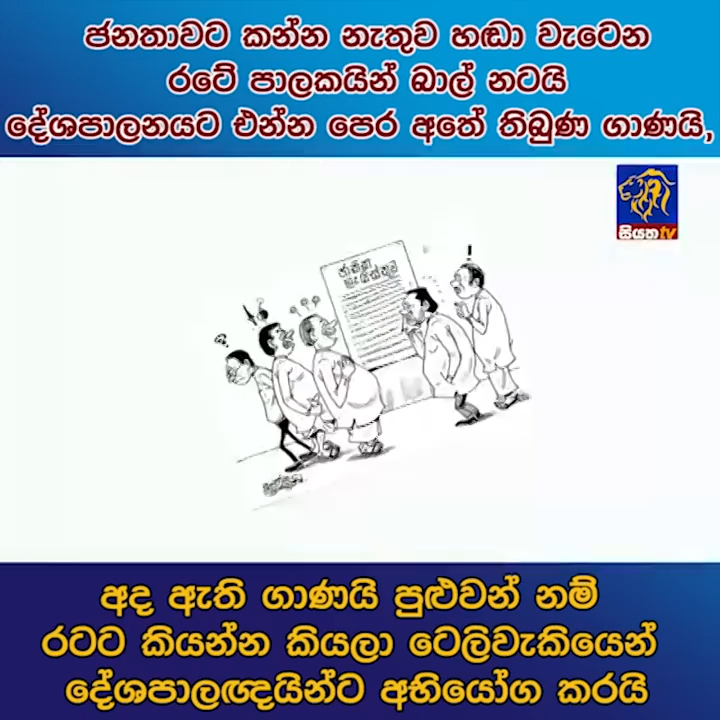 ජනතාවට කන්න නැතුව හඬා වැටෙන
රටේ පාලකයින් බාල් නටයි
දේශපාලනයට එන්න පෙර අතේ තිබුණ ගාණයි,
සියත tv
අද ඇති ගාණයි පුළුවන් නම්
රටට කියන්න කියලා ටෙලිවැකියෙන්
දේශපාලඥයින්ට අභියෝග කරයි